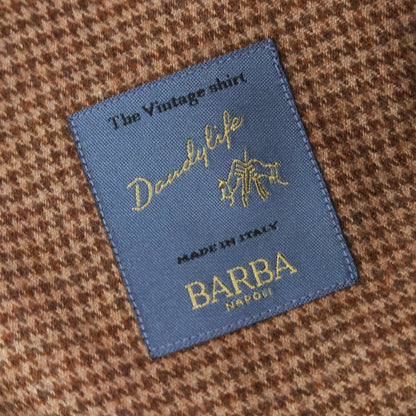 The Vintage shirt
Dandylife
MADE IN ITALY
BARBA
NAPOLI